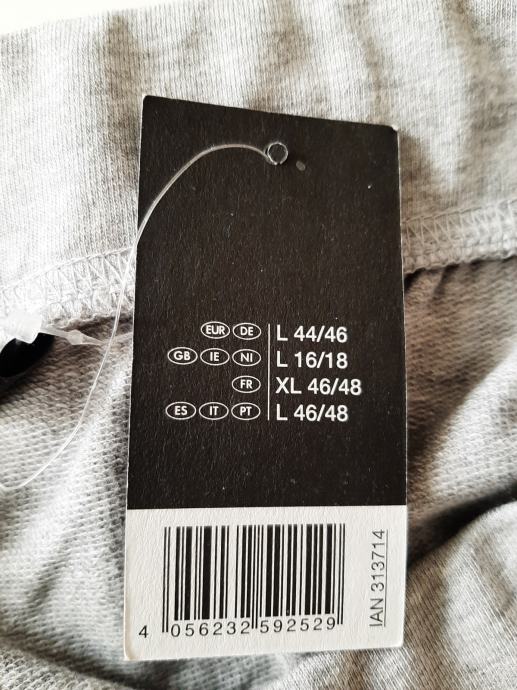 EUR DE L 44/46
GB IE NI L 16/18
FR XL 46/48
ES IT PT L 46/48
4 056232 592529
IAN 313714